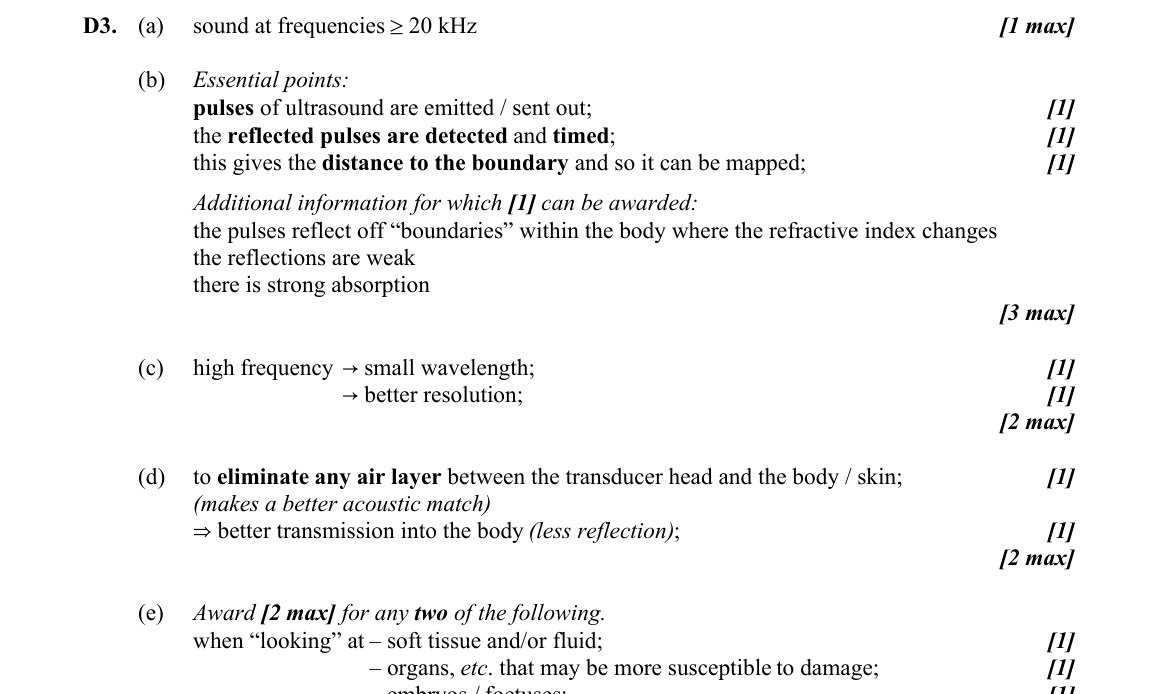 D3. (a) sound at frequencies ≥ 20 kHz [1 max]
(b) Essential points:
pulses of ultrasound are emitted / sent out; [1]
the reflected pulses are detected and timed; [1]
this gives the distance to the boundary and so it can be mapped; [1]
Additional information for which [1] can be awarded:
the pulses reflect off “boundaries” within the body where the refractive index changes
the reflections are weak
there is strong absorption
[3 max]
(c) high frequency → small wavelength; [1]
→ better resolution; [1]
[2 max]
(d) to eliminate any air layer between the transducer head and the body / skin; [1]
(makes a better acoustic match)
⇒ better transmission into the body (less reflection); [1]
[2 max]
(e) Award [2 max] for any two of the following.
when “looking” at – soft tissue and/or fluid; [1]
– organs, etc. that may be more susceptible to damage; [1]
– embryos / foetuses; [1]